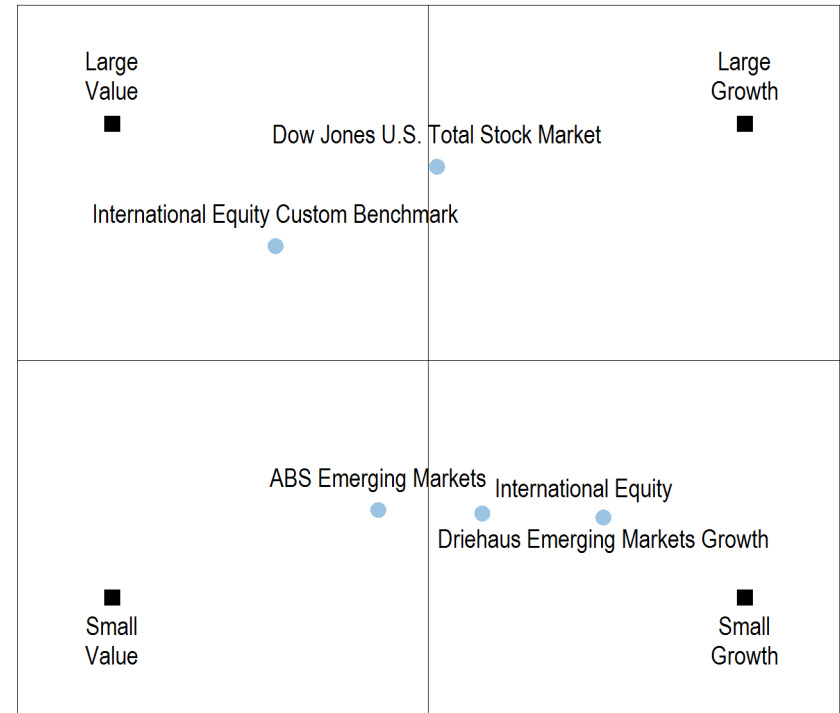 Large
Value
Large
Growth
Dow Jones U.S. Total Stock Market
International Equity Custom Benchmark
ABS Emerging Markets
International Equity
Driehaus Emerging Markets Growth
Small
Value
Small
Growth